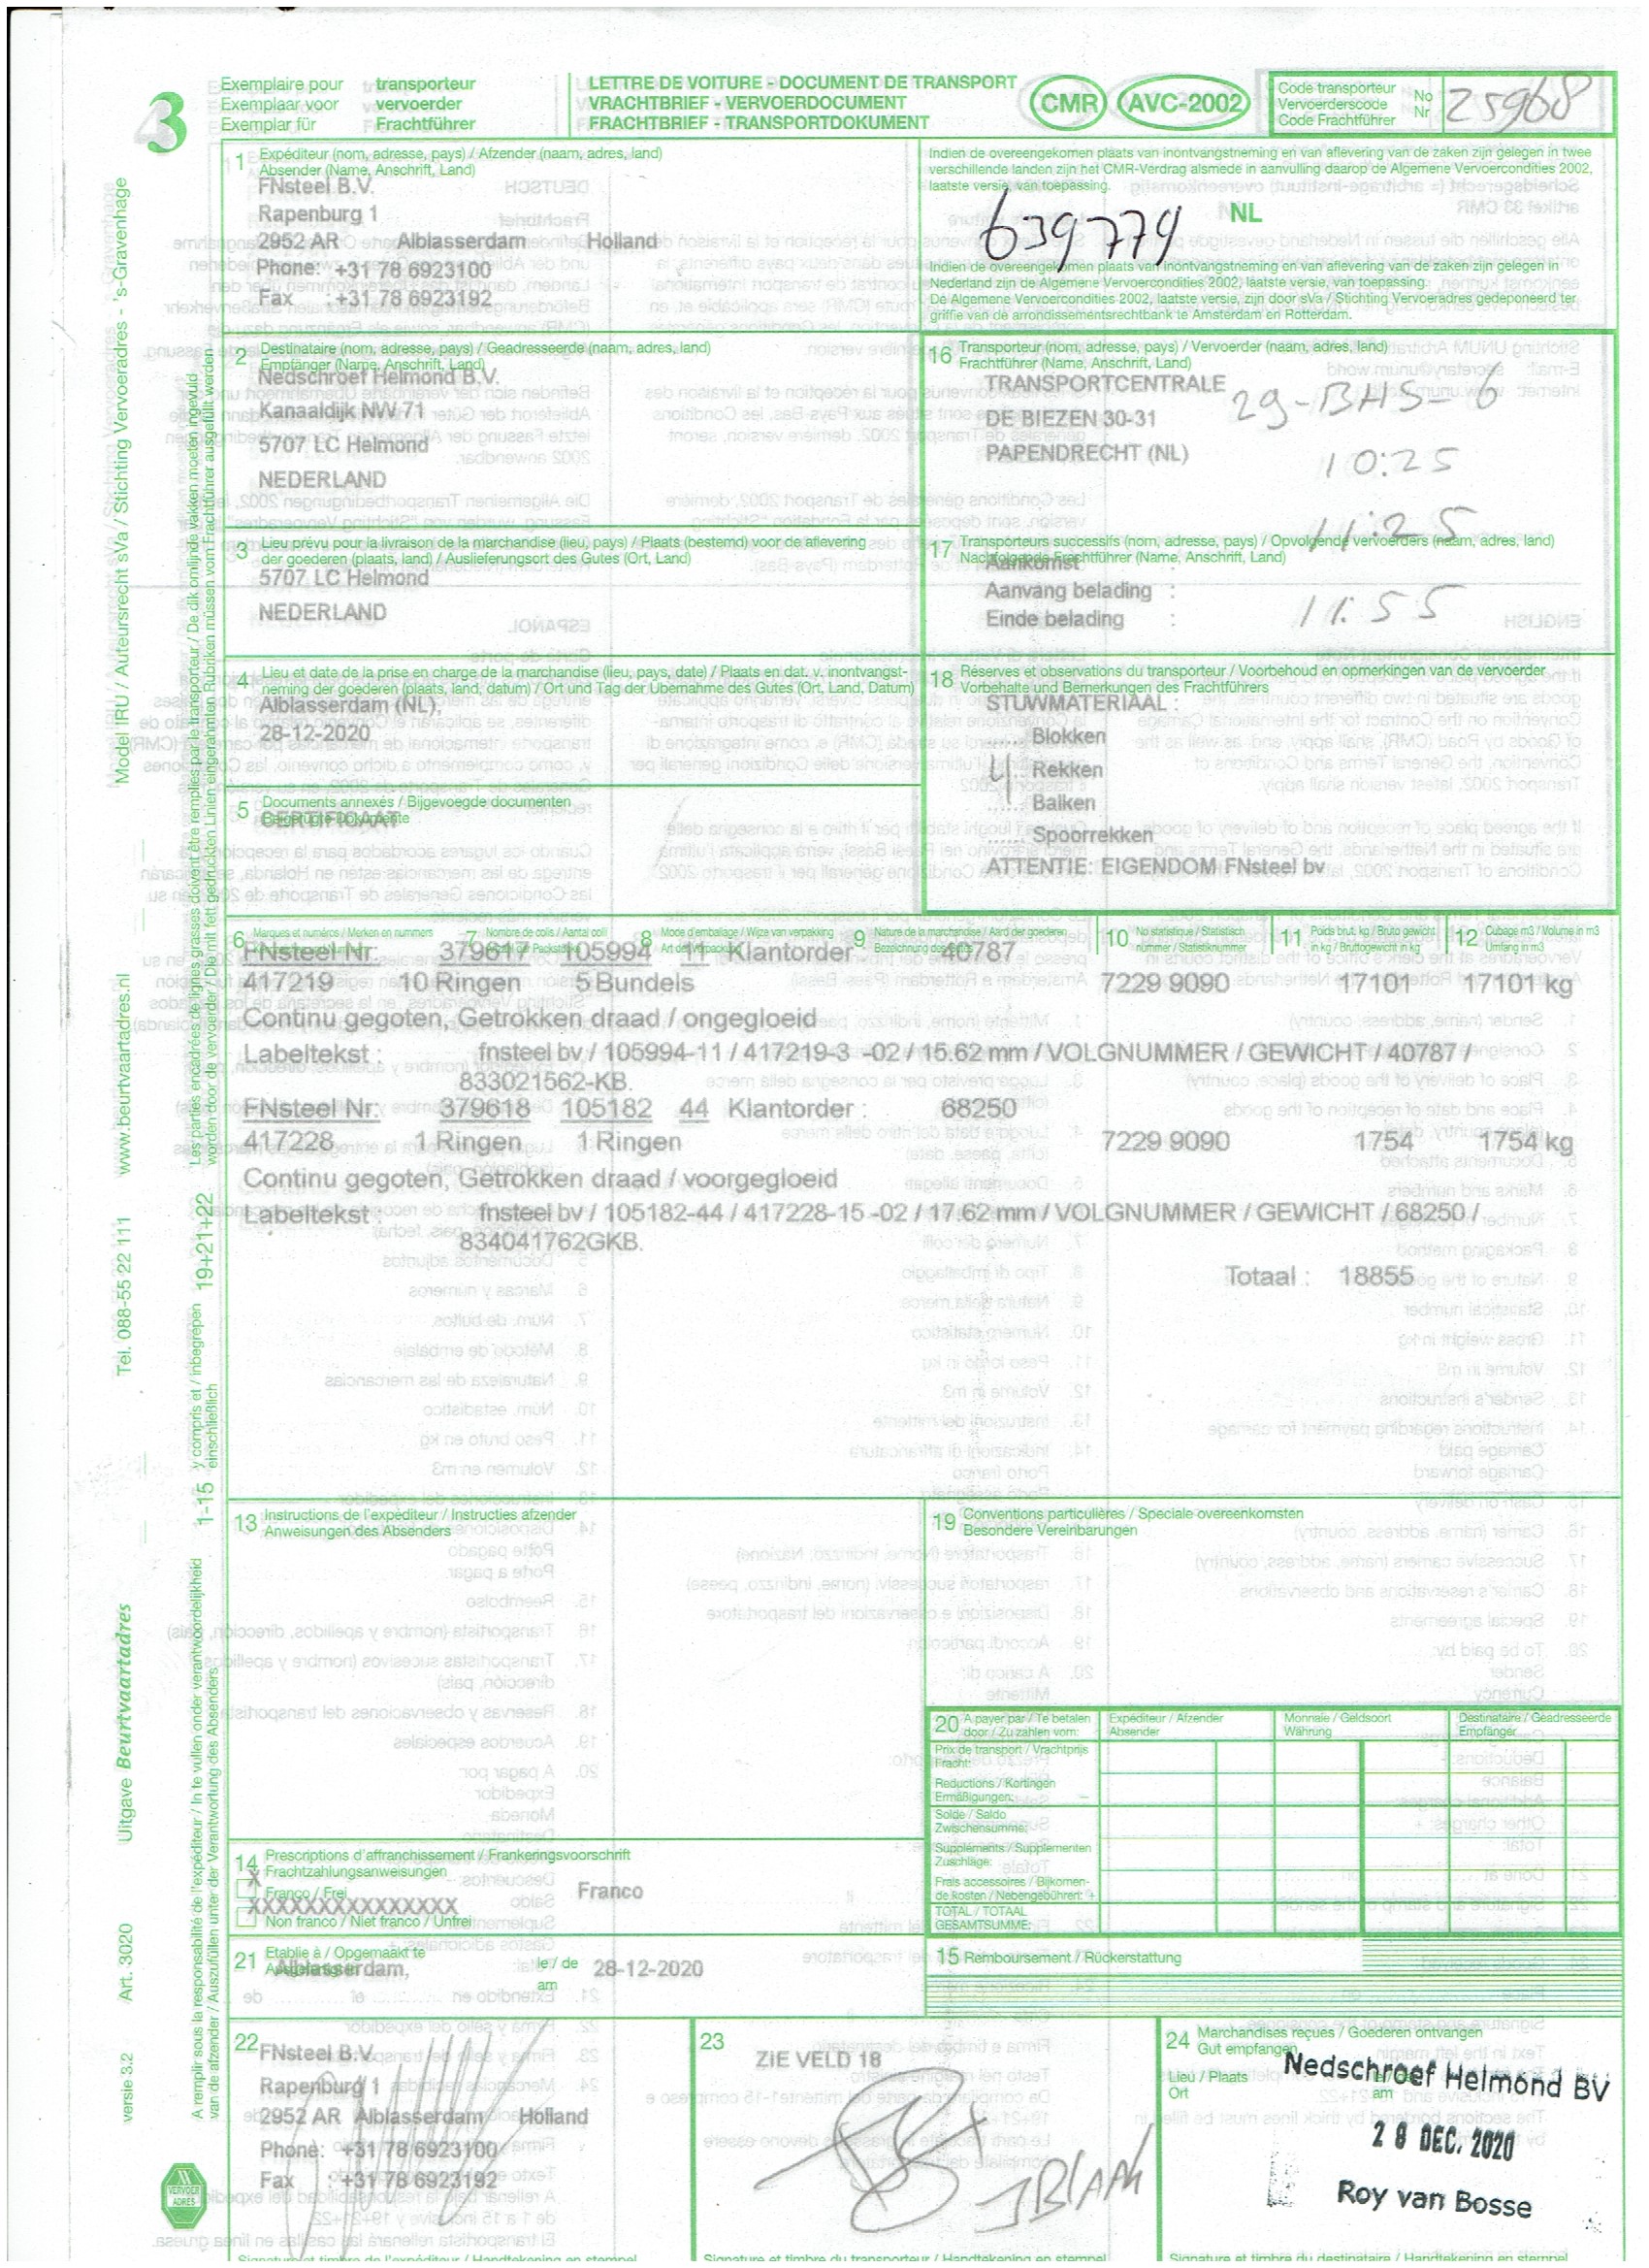 3
Exemplaire pour transporteur
Exemplaar voor vervoerder
Exemplar für Frachtführer
LETTRE DE VOITURE - DOCUMENT DE TRANSPORT
VRACHTBRIEF - VERVOERDOCUMENT
FRACHTBRIEF - TRANSPORTDOKUMENT
CMR
AVC-2002
Code transporteur
Vervoerderscode
Code Frachtführer
No
Nr
25968
1 Expéditeur (nom, adresse, pays) / Afzender (naam, adres, land)
Absender (Name, Anschrift, Land)
FNsteel B.V.
Rapenburg 1
2952 AR Alblasserdam Holland
Phone: +31 78 6923100
Fax : +31 78 6923192
Indien de overeengekomen plaats van inontvangstneming en van aflevering van de zaken zijn gelegen in twee
verschillende landen zijn het CMR-Verdrag alsmede in aanvulling daarop de Algemene Vervoercondities 2002,
laatste versie, van toepassing.
639779 NL
Indien de overeengekomen plaats van inontvangstneming en van aflevering van de zaken zijn gelegen in
Nederland zijn de Algemene Vervoercondities 2002, laatste versie, van toepassing.
De Algemene Vervoercondities 2002, laatste versie, zijn door sVa / Stichting Vervoeradres gedeponeerd ter
griffie van de arrondissementsrechtbank te Amsterdam en Rotterdam.
2 Destinataire (nom, adresse, pays) / Geadresseerde (naam, adres, land)
Empfänger (Name, Anschrift, Land)
Nedschroef Helmond B.V.
Kanaaldijk NW 71
5707 LC Helmond
NEDERLAND
16 Transporteur (nom, adresse, pays) / Vervoerder (naam, adres, land)
Frachtführer (Name, Anschrift, Land)
TRANSPORTCENTRALE
DE BIEZEN 30-31
PAPENDRECHT (NL)
29-BHS-6
10:25
11:25
3 Lieu prévu pour la livraison de la marchandise (lieu, pays) / Plaats (bestemd) voor de aflevering
der goederen (plaats, land) / Auslieferungsort des Gutes (Ort, Land)
5707 LC Helmond
NEDERLAND
17 Transporteurs successifs (nom, adresse, pays) / Opvolgende vervoerders (naam, adres, land)
Nachfolgende Frachtführer (Name, Anschrift, Land)
Aankomst :
Aanvang belading :
Einde belading : 11:55
4 Lieu et date de la prise en charge de la marchandise (lieu, pays, date) / Plaats en dat. v. inontvangst-
neming der goederen (plaats, land, datum) / Ort und Tag der Übernahme des Gutes (Ort, Land, Datum)
Alblasserdam (NL),
28-12-2020
18 Réserves et observations du transporteur / Voorbehoud en opmerkingen van de vervoerder
Vorbehalte und Bemerkungen des Frachtführers
STUWMATERIAAL :
...... Blokken
4 Rekken
...... Balken
...... Spoorrekken
ATTENTIE: EIGENDOM FNsteel bv
5 Documents annexés / Bijgevoegde documenten
Beigefügte Dokumente
CERTIFICAAT
6 Marques et numéros / Merken en nummers
7 Nombre de colis / Aantal colli
8 Mode d'emballage / Wijze van verpakking
9 Nature de la marchandise / Aard der goederen
10 No statistique / Statistisch
nummer / Statistiknummer
11 Poids brut, kg / Bruto gewicht
in kg / Bruttogewicht in kg
12 Cubage m3 / Volume in m3
Umfang in m3
FNsteel Nr: 379617 105994 11 Klantorder 40787
417219 10 Ringen 5 Bundels 7229 9090 17101 17101 kg
Continu gegoten, Getrokken draad / ongegloeid
Labeltekst : fnsteel bv / 105994-11 / 417219-3 -02 / 15.62 mm / VOLGNUMMER / GEWICHT / 40787 /
833021562-KB.
FNsteel Nr: 379618 105182 44 Klantorder : 68250
417228 1 Ringen 1 Ringen 7229 9090 1754 1754 kg
Continu gegoten, Getrokken draad / voorgegloeid
Labeltekst : fnsteel bv / 105182-44 / 417228-15 -02 / 17.62 mm / VOLGNUMMER / GEWICHT / 68250 /
834041762GKB.
Totaal : 18855
13 Instructions de l'expéditeur / Instructies afzender
Anweisungen des Absenders
19 Conventions particulières / Speciale overeenkomsten
Besondere Vereinbarungen
20 A payer par / Te betalen
door / Zu zahlen vom:
Expéditeur / Afzender
Absender
Monnaie / Geldsoort
Währung
Destinataire / Geadresseerde
Empfänger
Prix de transport / Vrachtprijs
Fracht:
Réductions / Kortingen
Ermäßigungen: -
Solde / Saldo
Zwischensumme:
Suppléments / Supplementen
Zuschläge:
Frais accessoires / Bijkomen-
de kosten / Nebengebühren: +
TOTAL / TOTAAL
GESAMTSUMME:
14 Prescriptions d'affranchissement / Frankeringsvoorschrift
Frachtzahlungsanweisungen
X
Franco / Frei
Franco
XXXXXXXXXXXXXXX
Non franco / Niet franco / Unfrei
21 Etablie à / Opgemaakt te
Alblasserdam,
le / de
am
28-12-2020
15 Remboursement / Rückerstattung
22
FNsteel B.V.
Rapenburg 1
2952 AR Alblasserdam Holland
Phone: +31 78 6923100
Fax : +31 78 6923192
Signature et timbre de l'expéditeur / Handtekening en stempel
23
ZIE VELD 18
Signature et timbre du transporteur / Handtekening en stempel
24 Marchandises reçues / Goederen ontvangen
Gut empfangen
Lieu / Plaats
Ort
am
Nedschroef Helmond BV
28 DEC. 2020
Roy van Bosse
Signature et timbre du destinataire / Handtekening en stempel
Model IRU / Auteursrecht sVa / Stichting Vervoeradres - 's-Gravenhage
www.beurtvaartadres.nl
Tel. 088-55 22 111
Uitgave Beurtvaartadres
Art. 3020
versie 3.2
Les parties encadrées de lignes grasses doivent être remplies par le transporteur. / De dik omlijnde vakken moeten ingevuld
worden door de vervoerder / Die mit fett gedruckten Linien eingerahmten Rubriken müssen vom Frachtführer ausgefüllt werden
1-15 y compris et / inbegrepen 19+21+22
einschließlich
A remplir sous la responsabilité de l'expéditeur / In te vullen onder verantwoordelijkheid
van de afzender / Auszufüllen unter der Verantwortung des Absenders
VERVOER
ADRES